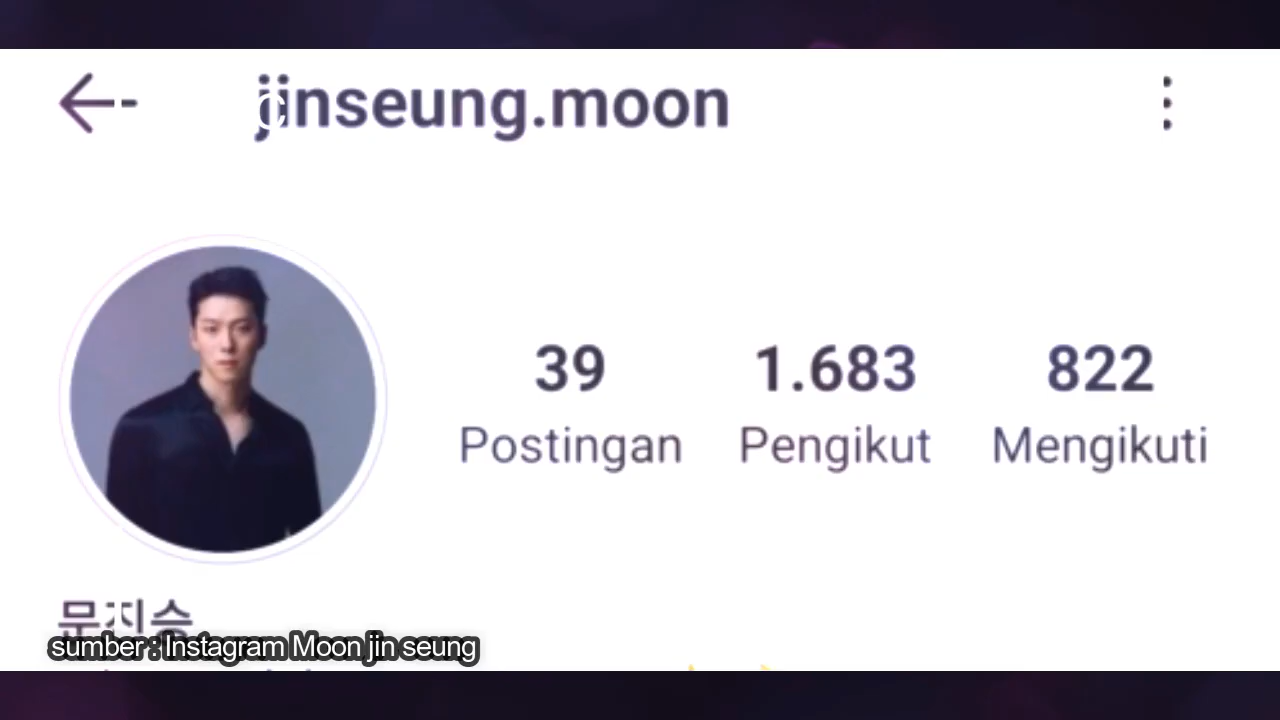 jinseung.moon
39 1.683 822
Postingan Pengikut Mengikuti
문진승
sumber : Instagram Moon jin seung